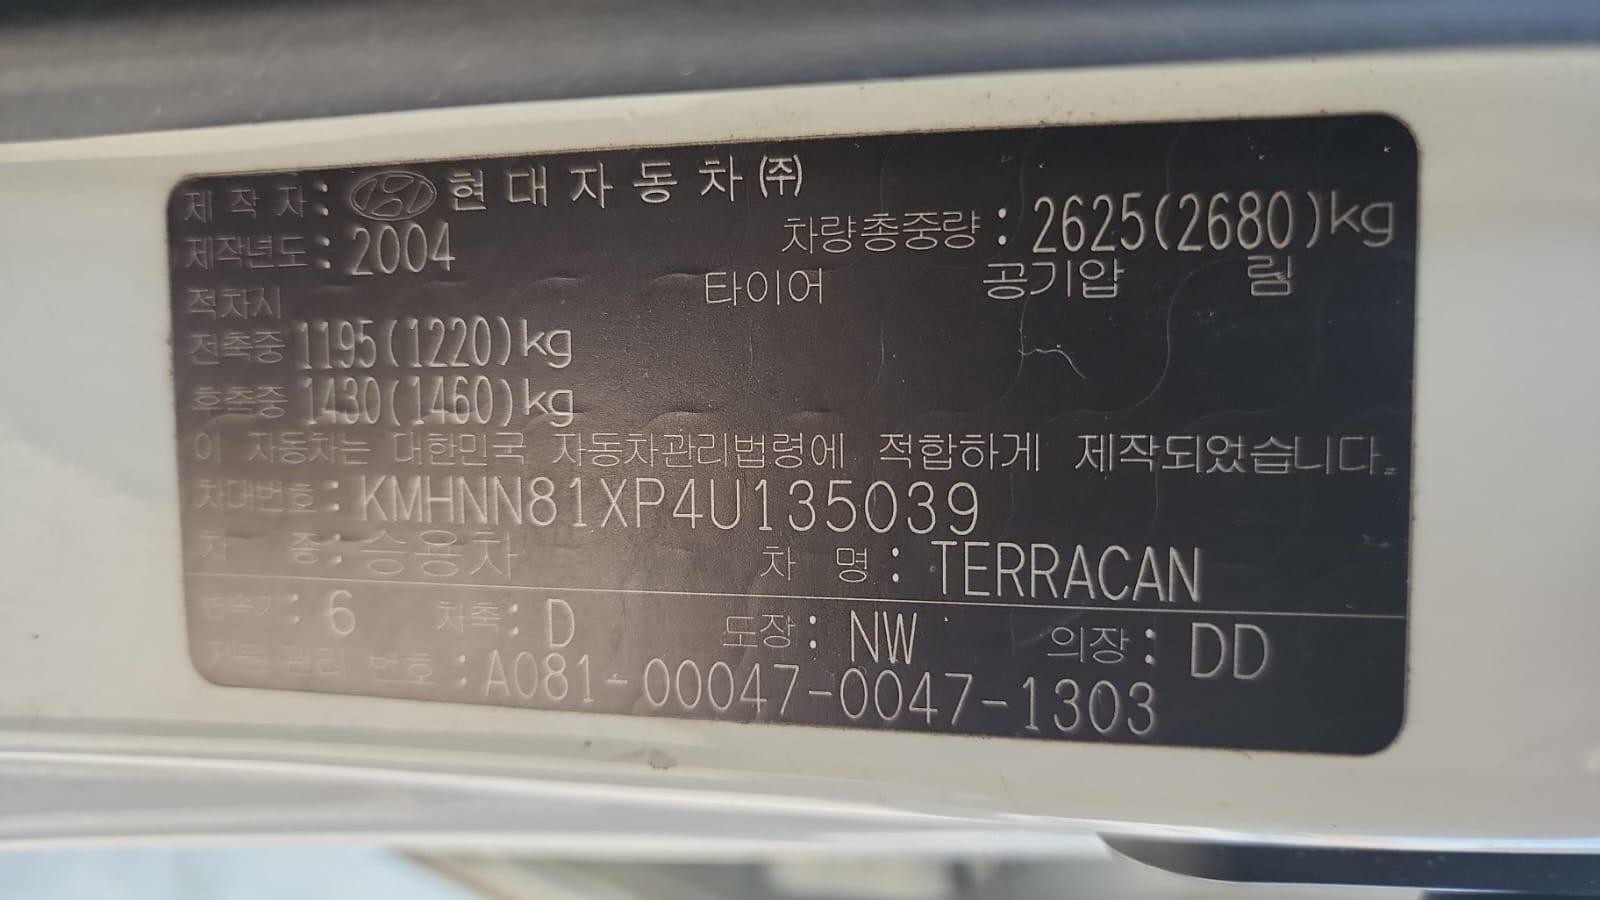 제작자: 현대자동차㈜
제작년도: 2004
차량총중량: 2625(2680)kg
적차시 타이어 공기압 림
전축중 1195(1220)kg
후축중 1430(1460)kg
이 자동차는 대한민국 자동차관리법령에 적합하게 제작되었습니다.
차대번호: KMHNN81XP4U135039
차 종: 승용차 차 명: TERRACAN
변속기: 6 차축: D 도장: NW 의장: DD
제원관리 번호: A081-00047-0047-1303